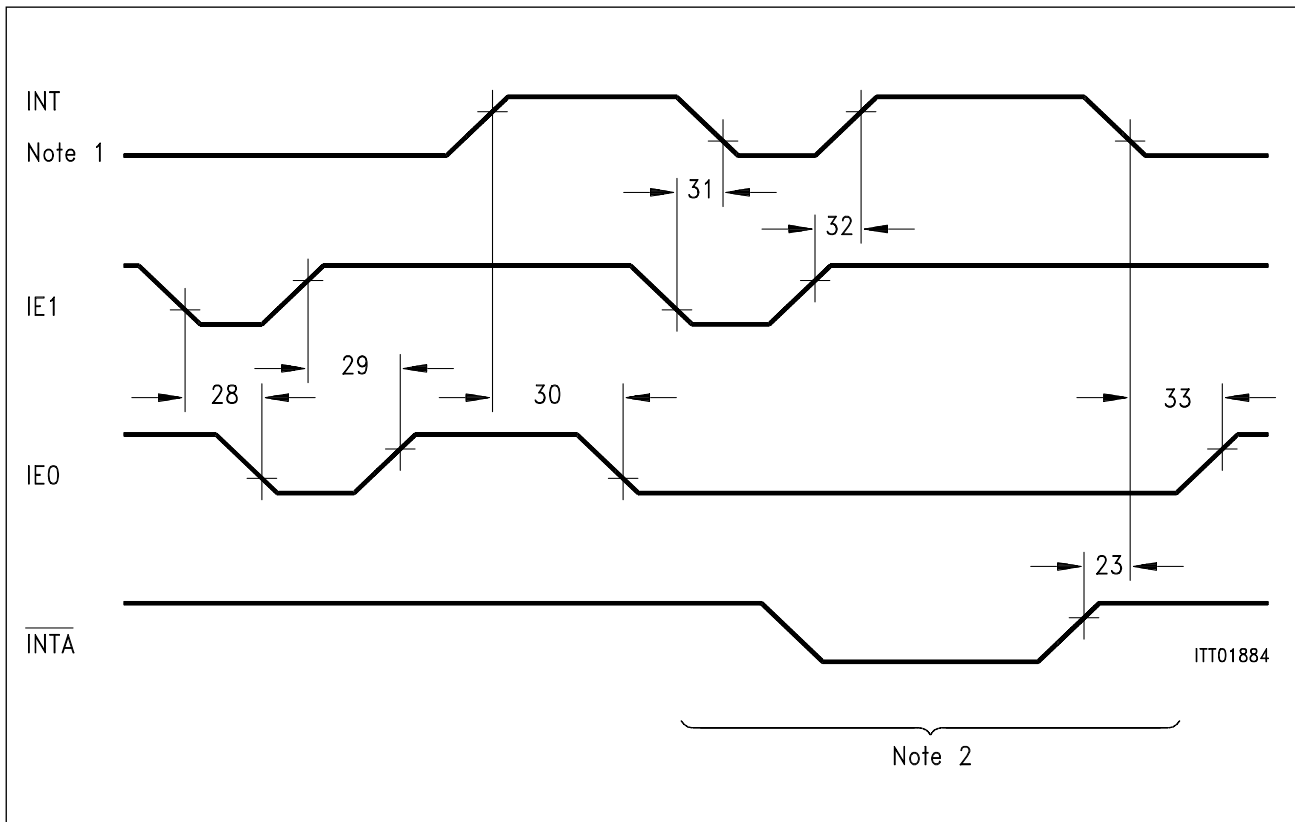 INT
Note 1
31
32
IE1
29
28
30
33
IE0
23
INTA
ITT01884
Note 2